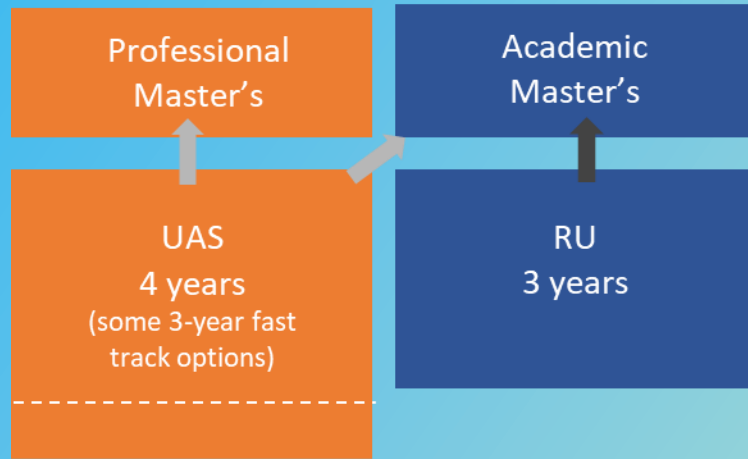 Professional
Master's
Academic
Master's
UAS
4 years
(some 3-year fast
track options)
RU
3 years